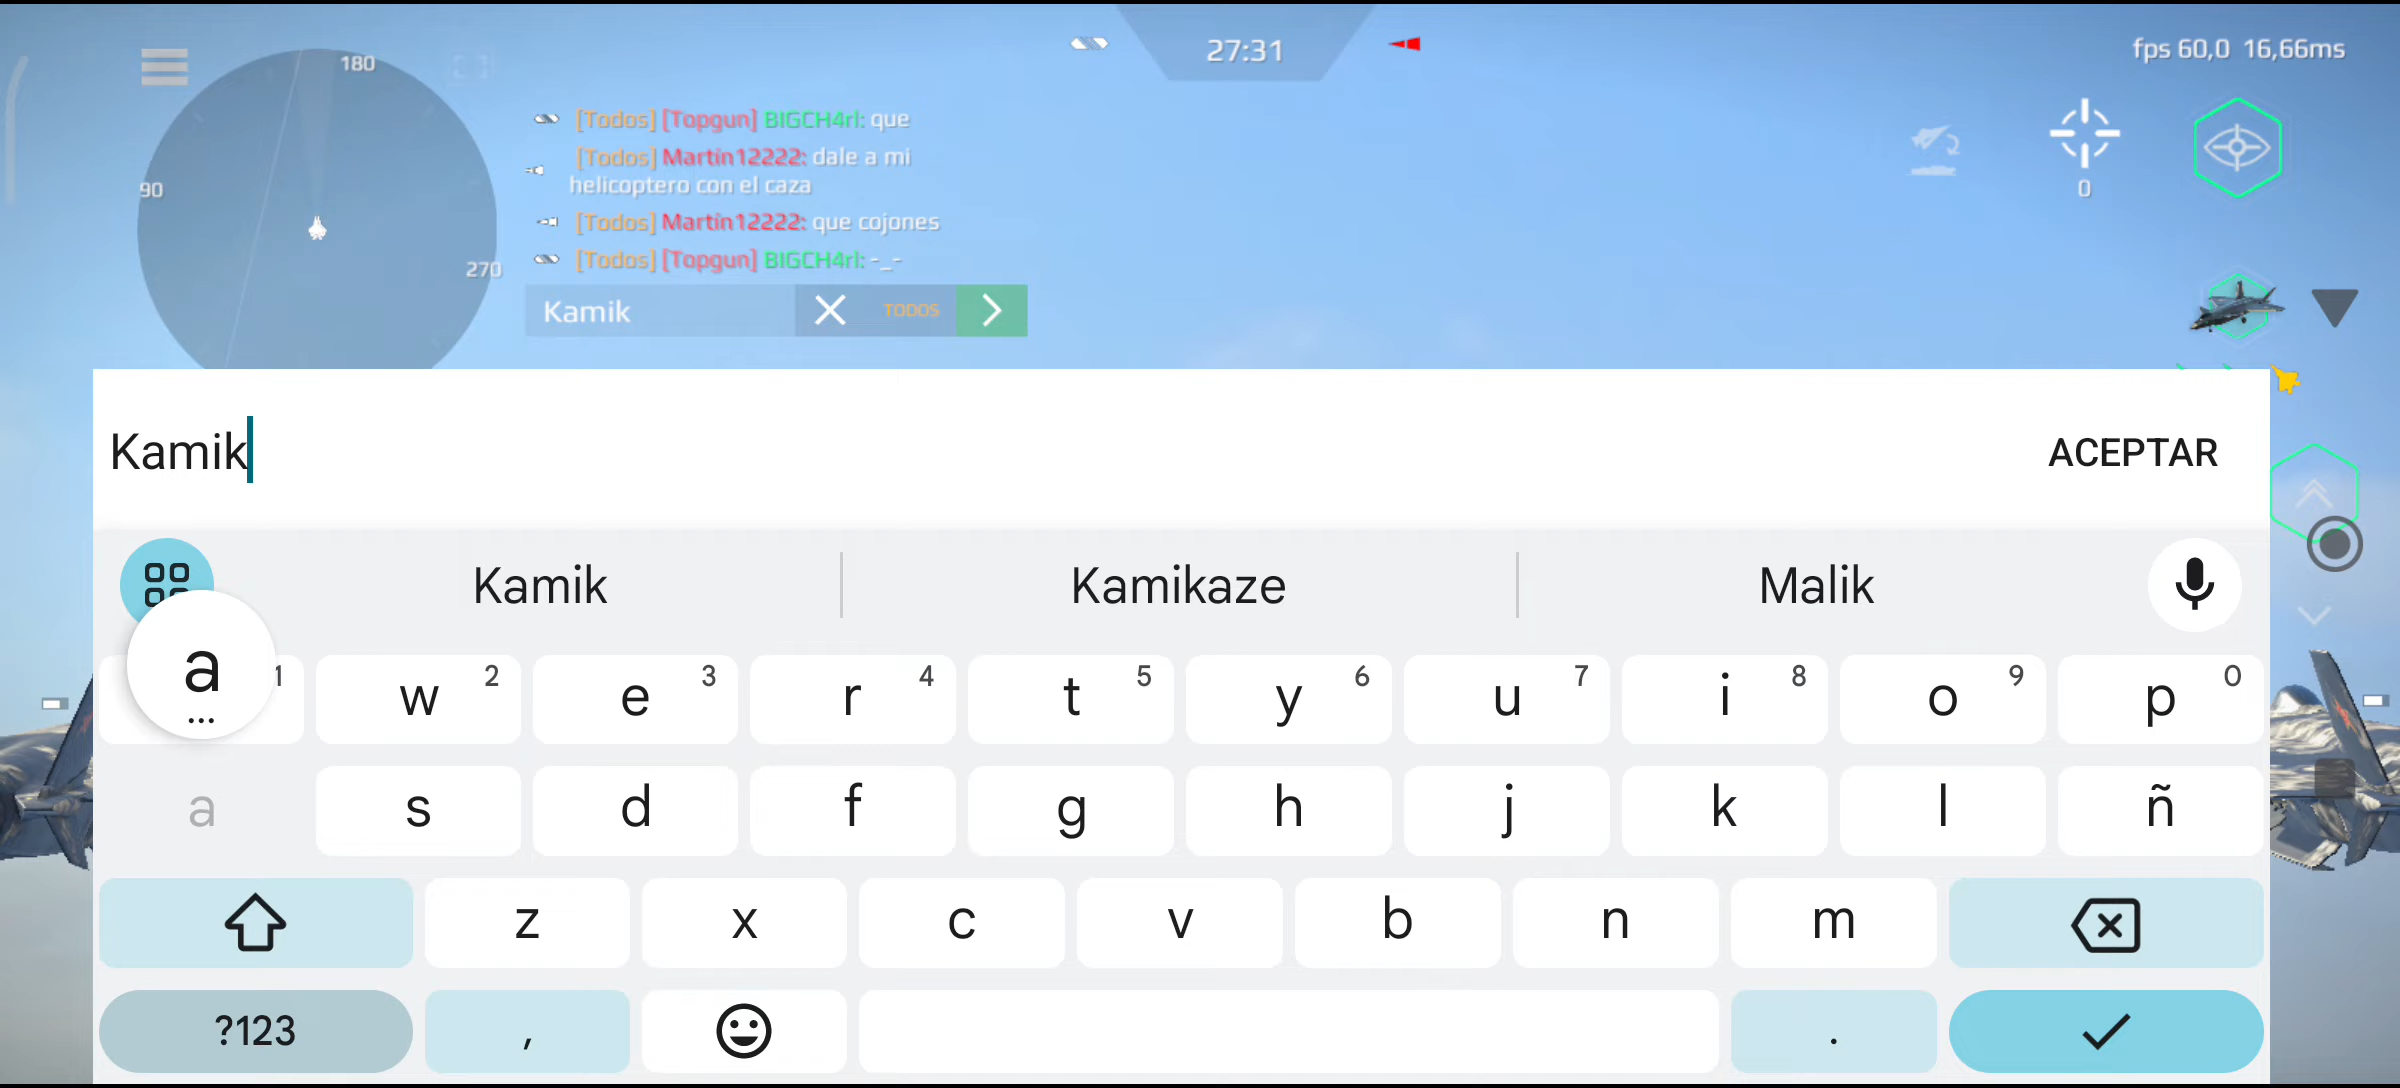 180
27:31
fps 60,0 16,66ms
90
270
0
[Todos] [Topgun] BIGCH4rl: que
[Todos] Martin12222: dale a mi
helicoptero con el caza
[Todos] Martin12222: que cojones
[Todos] [Topgun] BIGCH4rl: -_-
Kamik
TODOS
Kamik
ACEPTAR
Kamik Kamikaze Malik
a
...
1 w 2 e 3 r 4 t 5 y 6 u 7 i 8 o 9 p 0
a s d f g h j k l ñ
z x c v b n m
?123 , .